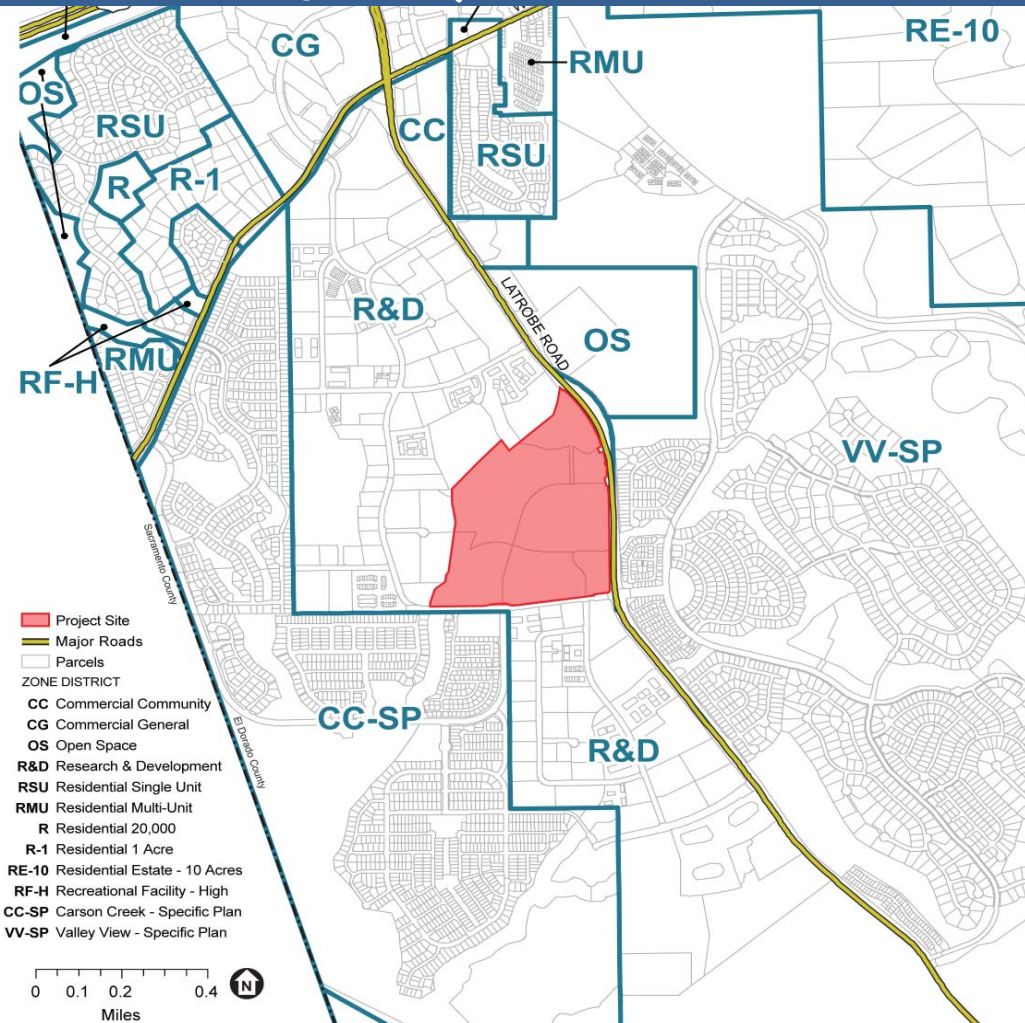 CG
RE-10
RMU
OS
RSU
CC
RSU
R
R-1
R&D
LATROBE ROAD
OS
RMU
RF-H
VV-SP
Sacramento County
El Dorado County
CC-SP
R&D
Project Site
Major Roads
Parcels
ZONE DISTRICT
CC Commercial Community
CG Commercial General
OS Open Space
R&D Research & Development
RSU Residential Single Unit
RMU Residential Multi-Unit
R Residential 20,000
R-1 Residential 1 Acre
RE-10 Residential Estate - 10 Acres
RF-H Recreational Facility - High
CC-SP Carson Creek - Specific Plan
VV-SP Valley View - Specific Plan
N
0 0.1 0.2 0.4
Miles